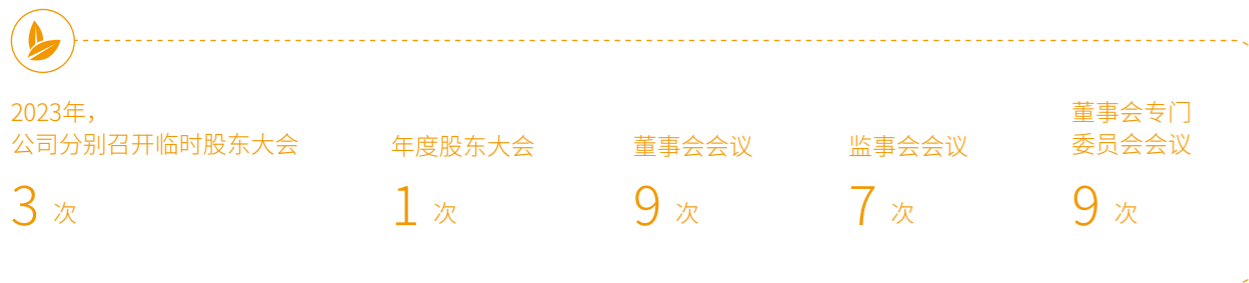 2023年，
公司分别召开临时股东大会
3 次
年度股东大会
1 次
董事会会议
9 次
监事会会议
7 次
董事会专门
委员会会议
9 次